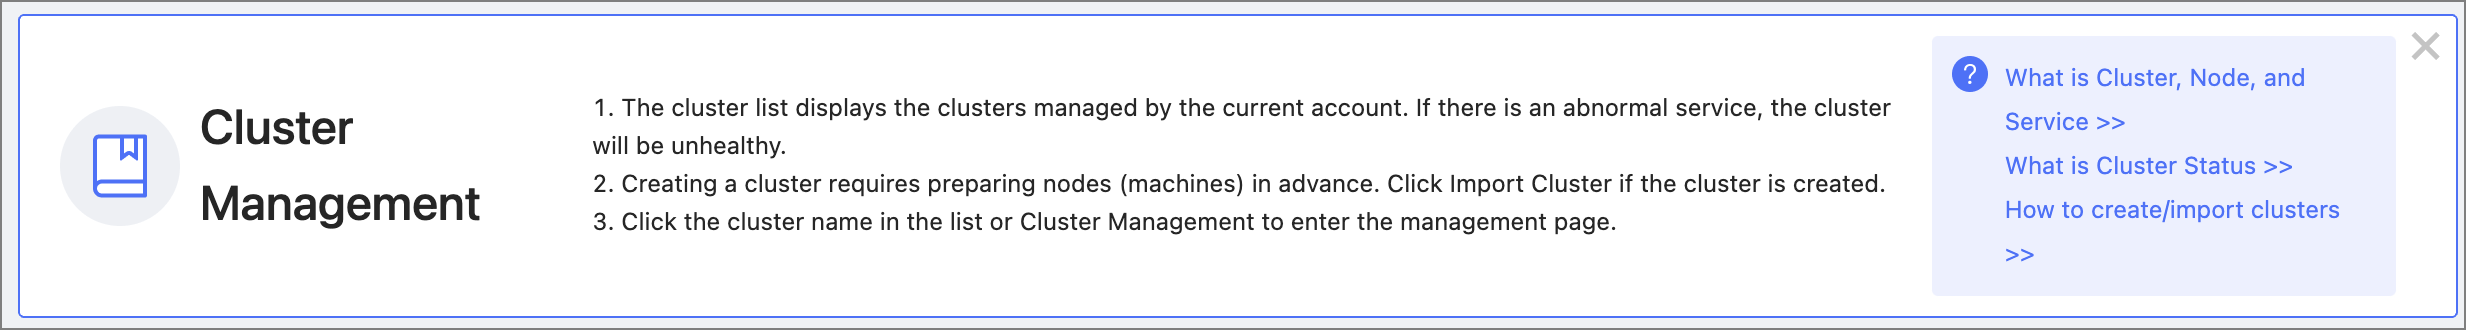 Cluster
Management
1. The cluster list displays the clusters managed by the current account. If there is an abnormal service, the cluster
will be unhealthy.
2. Creating a cluster requires preparing nodes (machines) in advance. Click Import Cluster if the cluster is created.
3. Click the cluster name in the list or Cluster Management to enter the management page.
?
What is Cluster, Node, and
Service >>
What is Cluster Status >>
How to create/import clusters
>>